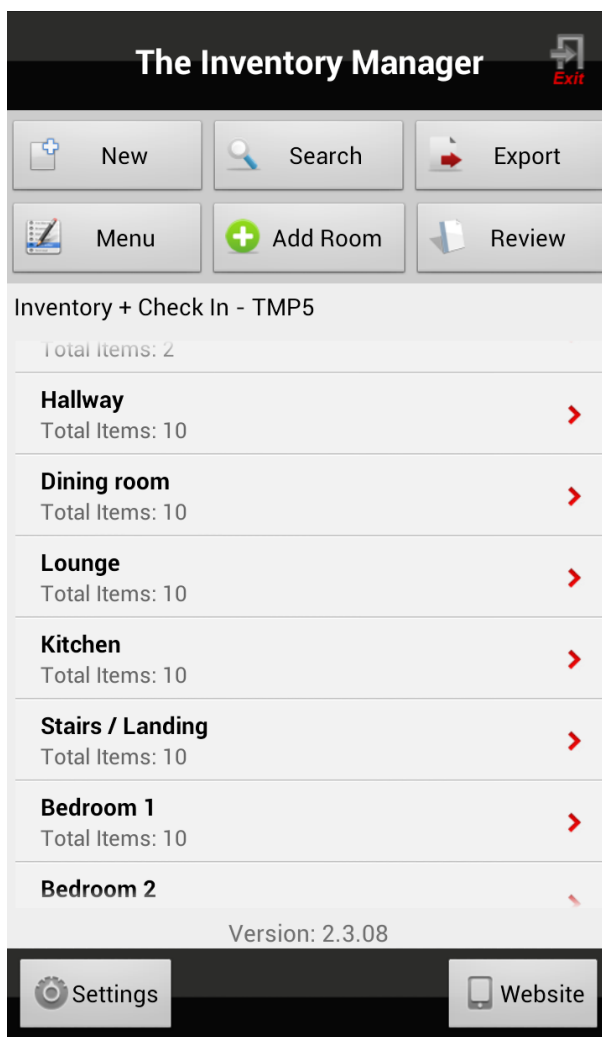 The Inventory Manager
Exit
New Search Export
Menu Add Room Review
Inventory + Check In - TMP5
Total Items: 2
Hallway
Total Items: 10
Dining room
Total Items: 10
Lounge
Total Items: 10
Kitchen
Total Items: 10
Stairs / Landing
Total Items: 10
Bedroom 1
Total Items: 10
Bedroom 2
Version: 2.3.08
Settings Website